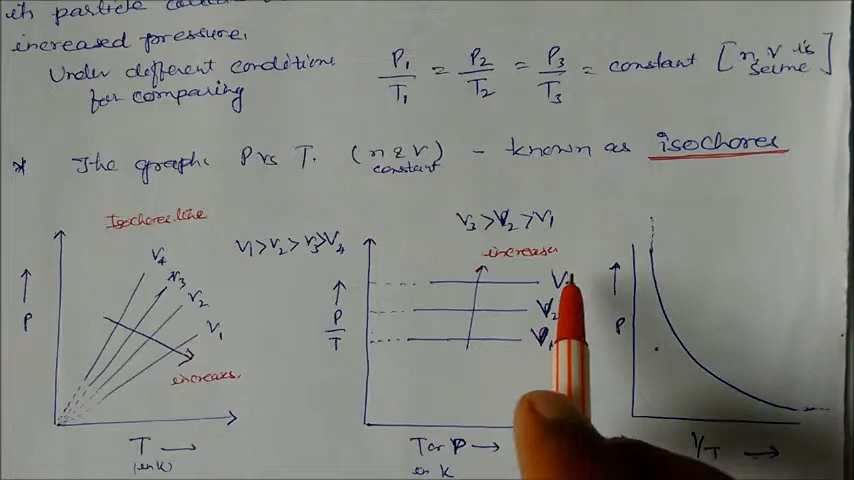 its particle
increased pressure.
Under different conditions
for comparing
P1/T1 = P2/T2 = P3/T3 = constant [n, V is same]
* The graph P vs T. (n & V constant) - known as isochores
Isochore line
V1 > V2 > V3 > V4
V4
V3
V2
V1
increases.
P
T
(in K)
V3 > V2 > V1
increases
P/T
V2
T or P
in K
P
1/T